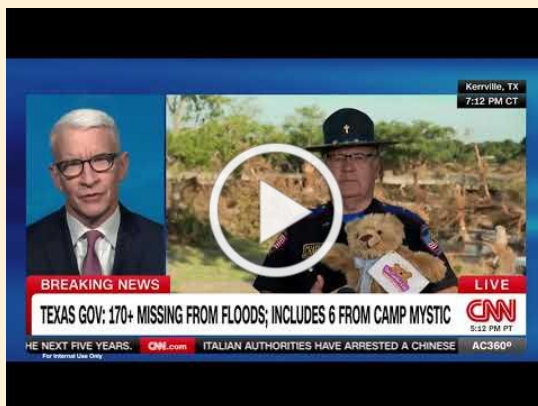 Kerrville, TX
7:12 PM CT
BREAKING NEWS
LIVE
TEXAS GOV: 170+ MISSING FROM FLOODS; INCLUDES 6 FROM CAMP MYSTIC
CNN
5:12 PM PT
HE NEXT FIVE YEARS. CNN.com ITALIAN AUTHORITIES HAVE ARRESTED A CHINESE AC360°
For Internal Use Only